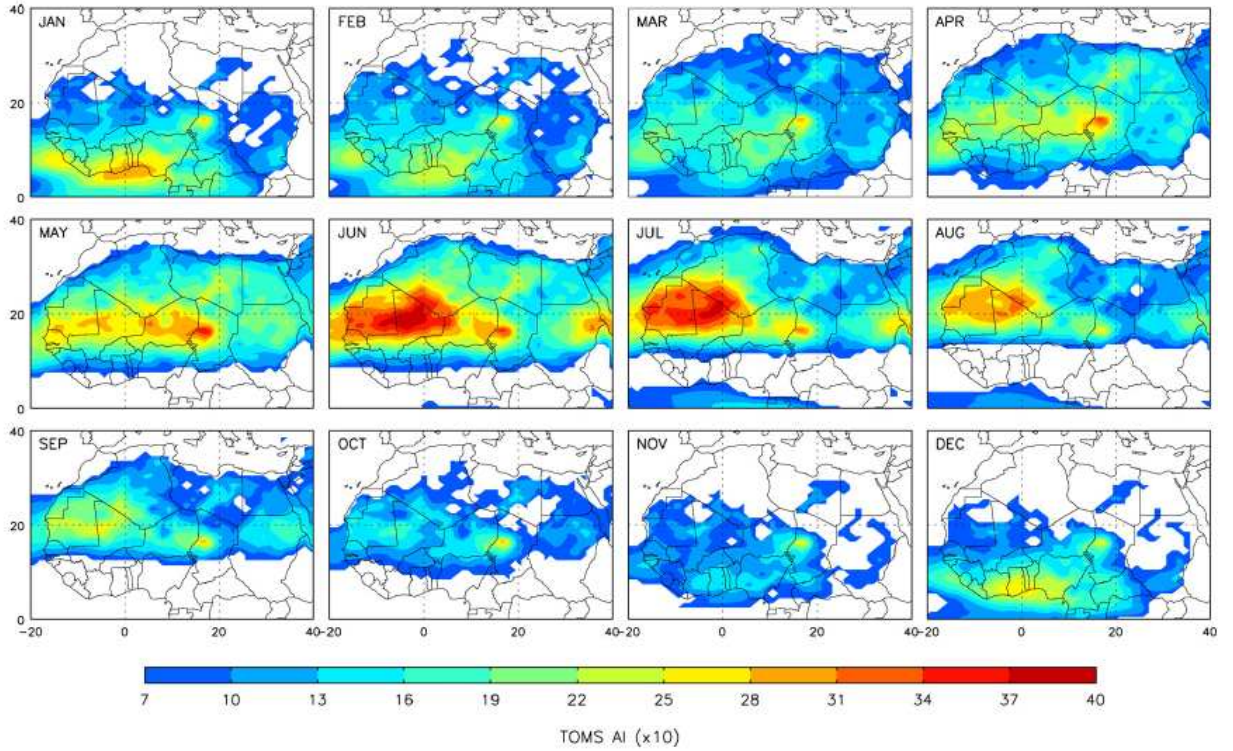 JAN FEB MAR APR
40
20
0
MAY JUN JUL AUG
40
20
0
SEP OCT NOV DEC
40
20
0
-20 0 20 40 -20 0 20 40 -20 0 20 40 -20 0 20 40
7 10 13 16 19 22 25 28 31 34 37 40
TOMS AI (x10)